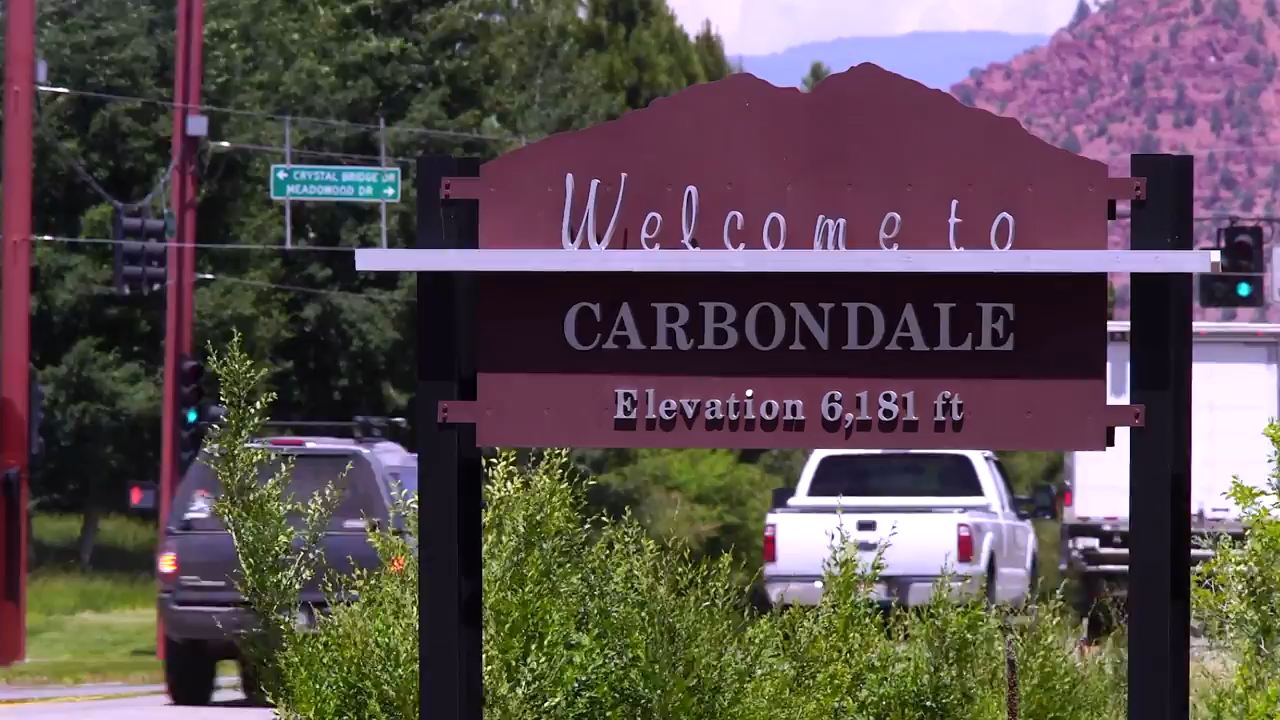 ← CRYSTAL BRIDGE DR
MEADOWOOD DR →
Welcome to
CARBONDALE
Elevation 6,181 ft